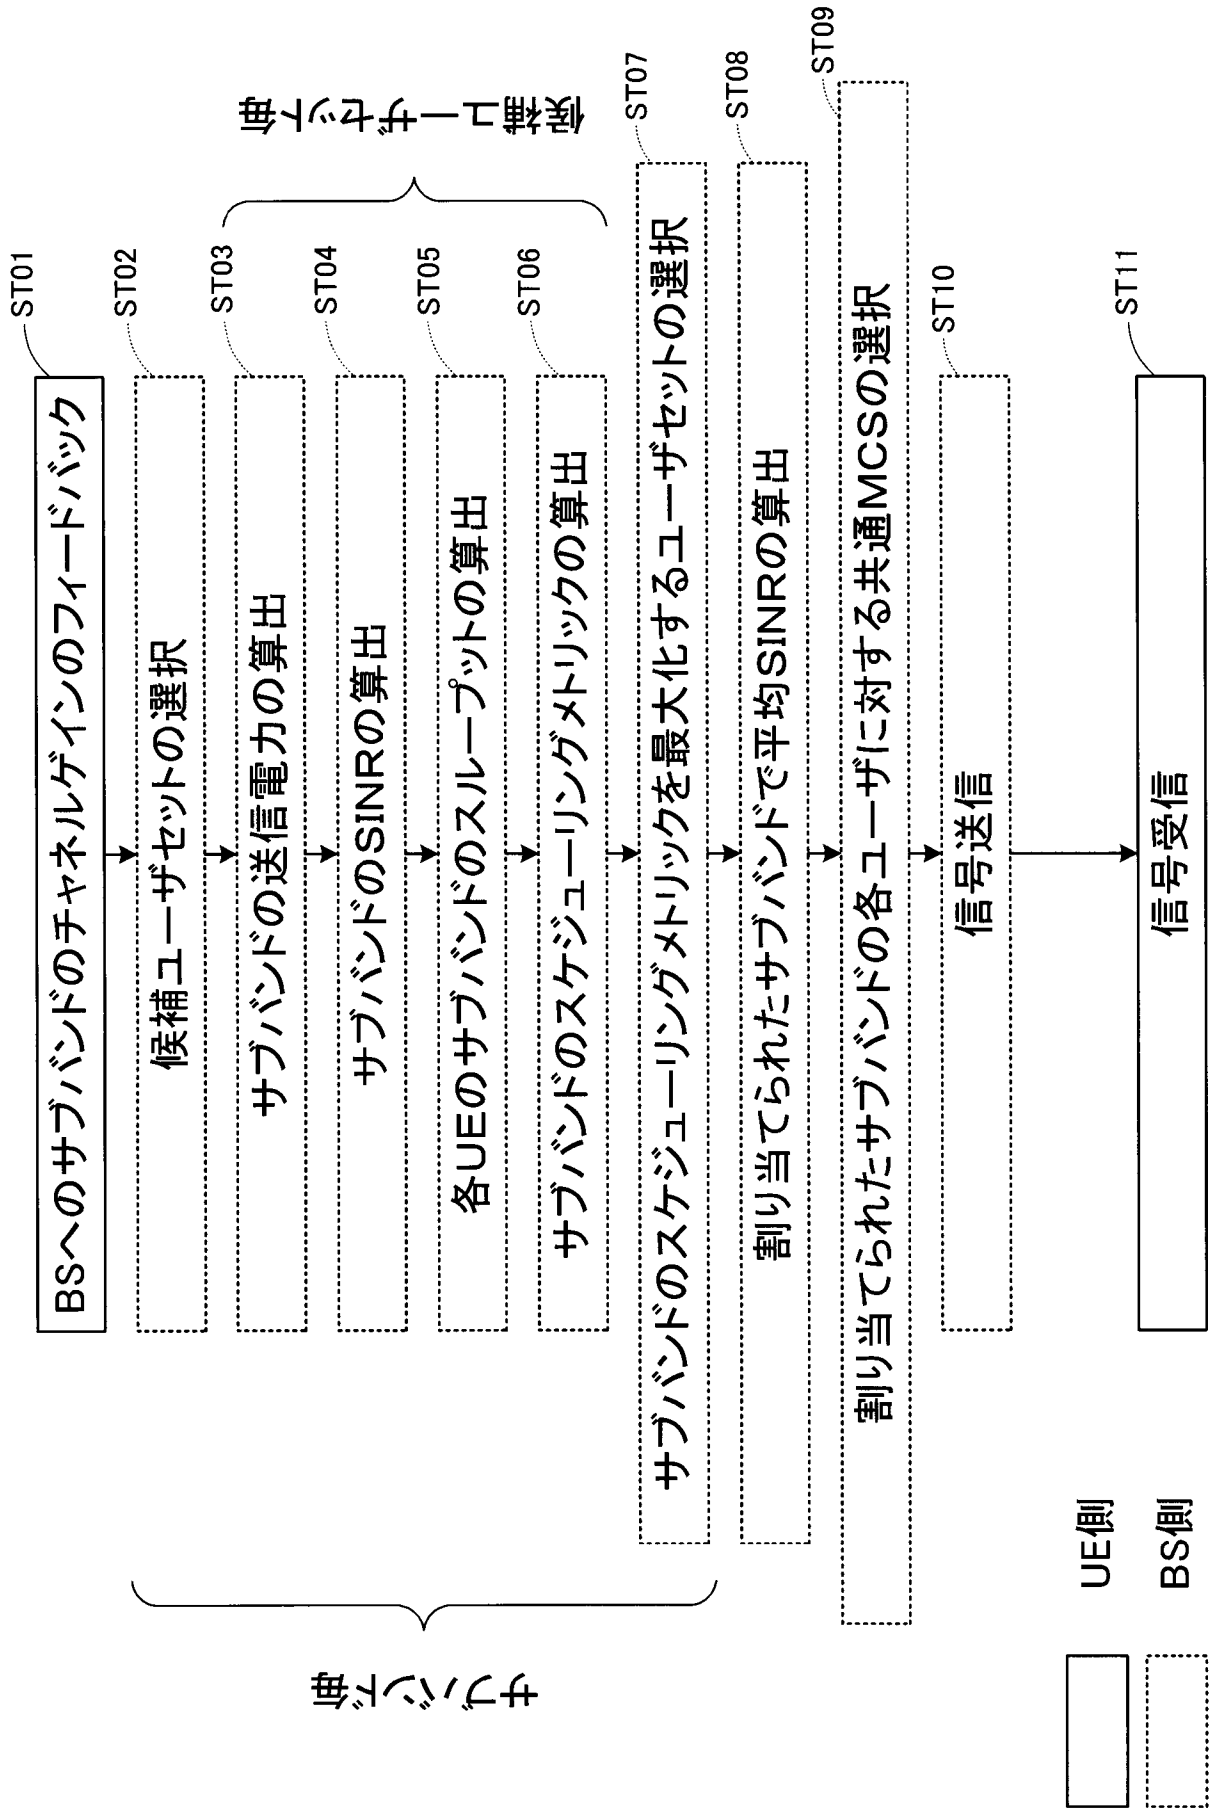 BSへのサブバンドのチャネルゲインのフィードバック
ST01
候補ユーザセットの選択
ST02
サブバンドの送信電力の算出
ST03
サブバンドのSINRの算出
ST04
各UEのサブバンドのスループットの算出
ST05
サブバンドのスケジューリングメトリックの算出
ST06
候補ユーザセット毎
サブバンドのスケジューリングメトリックを最大化するユーザセットの選択
ST07
サブバンド毎
割り当てられたサブバンドで平均SINRの算出
ST08
割り当てられたサブバンドの各ユーザに対する共通MCSの選択
ST09
信号送信
ST10
信号受信
ST11
UE側
BS側